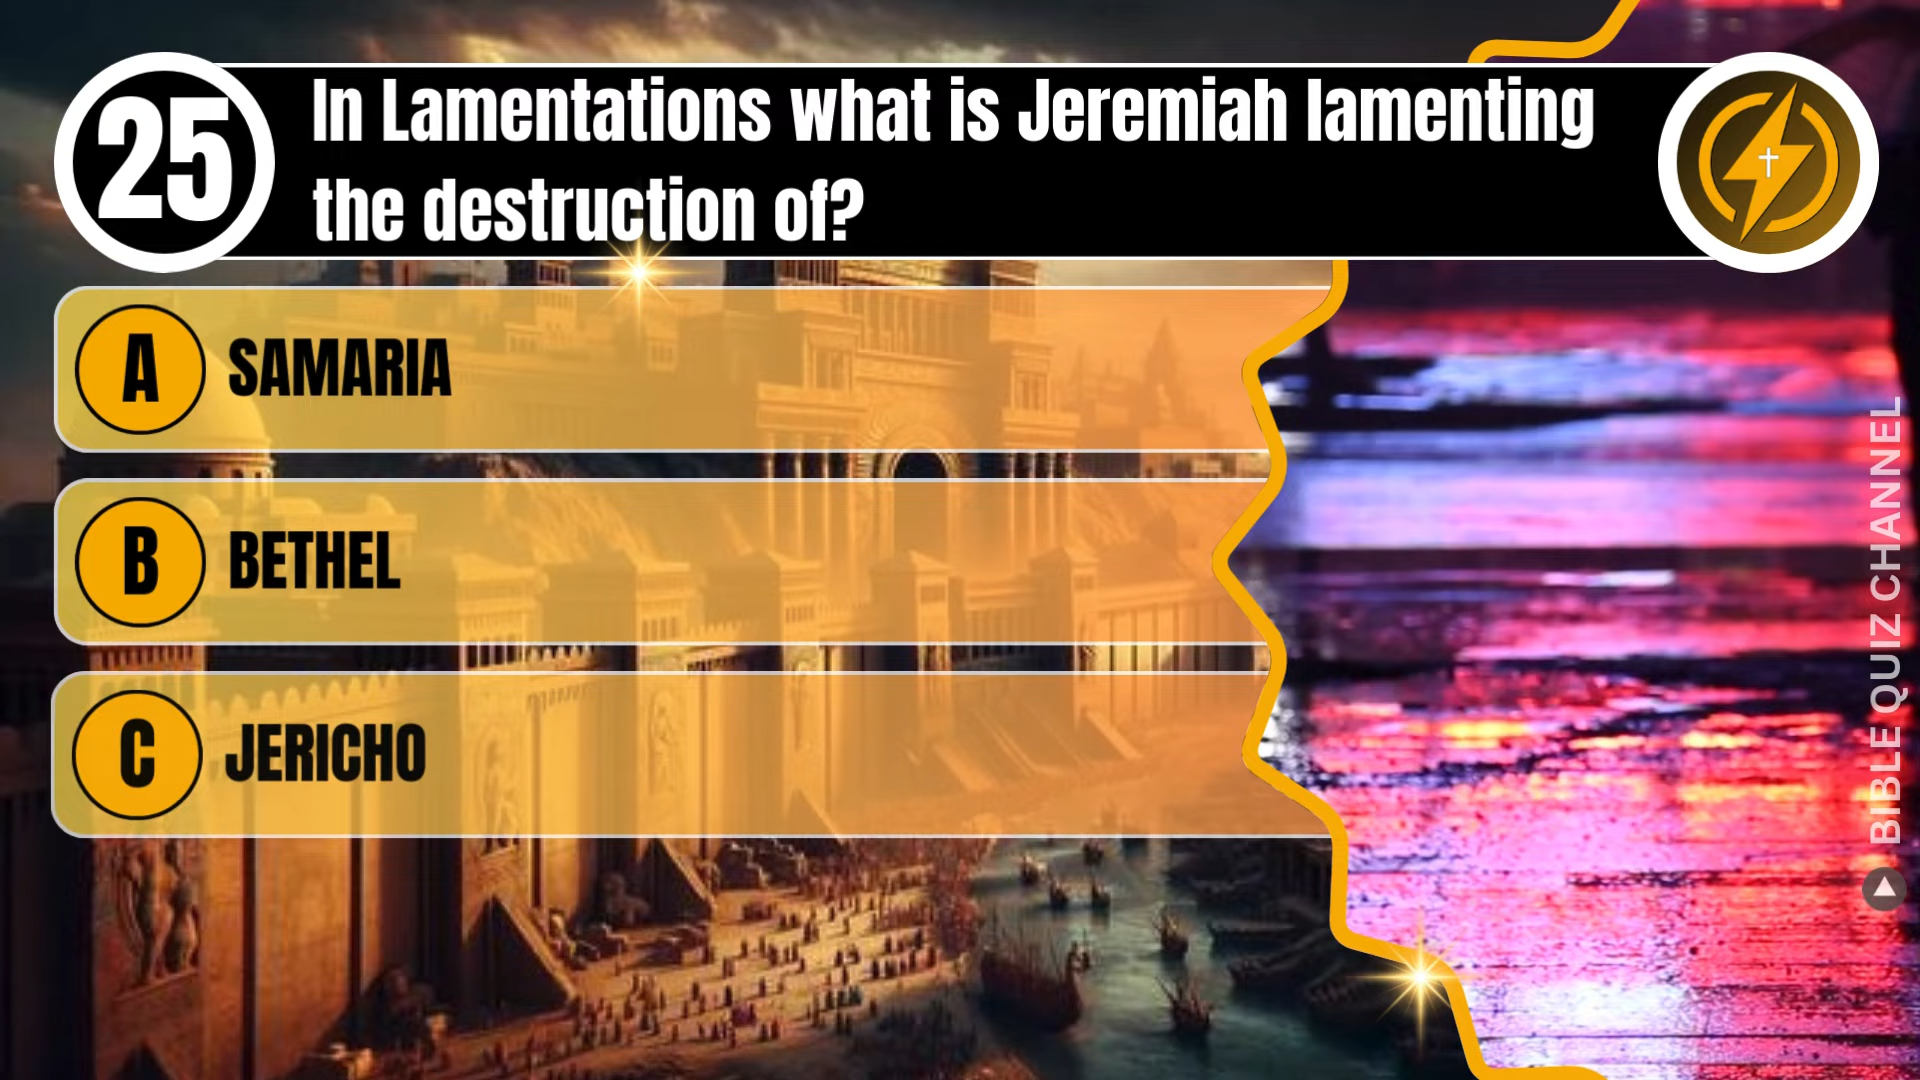 25
In Lamentations what is Jeremiah lamenting
the destruction of?
A SAMARIA
B BETHEL
C JERICHO
BIBLE QUIZ CHANNEL